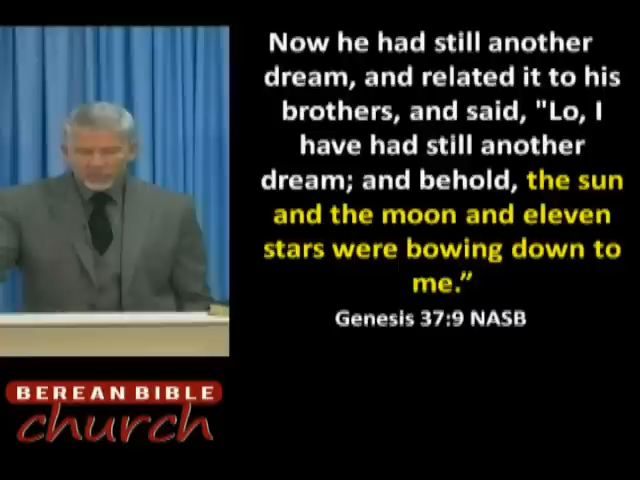 Now he had still another
dream, and related it to his
brothers, and said, "Lo, I
have had still another
dream; and behold, the sun
and the moon and eleven
stars were bowing down to
me.”
Genesis 37:9 NASB
BEREAN BIBLE
church